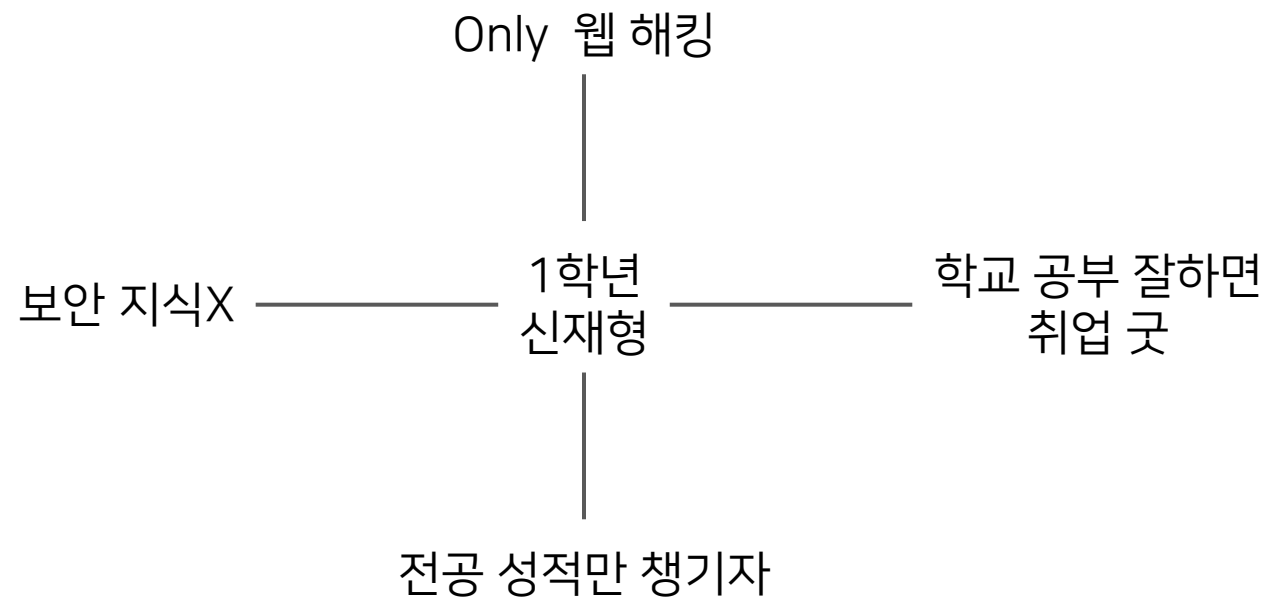 Only 웹 해킹
보안 지식X
1학년
신재형
학교 공부 잘하면
취업 굿
전공 성적만 챙기자